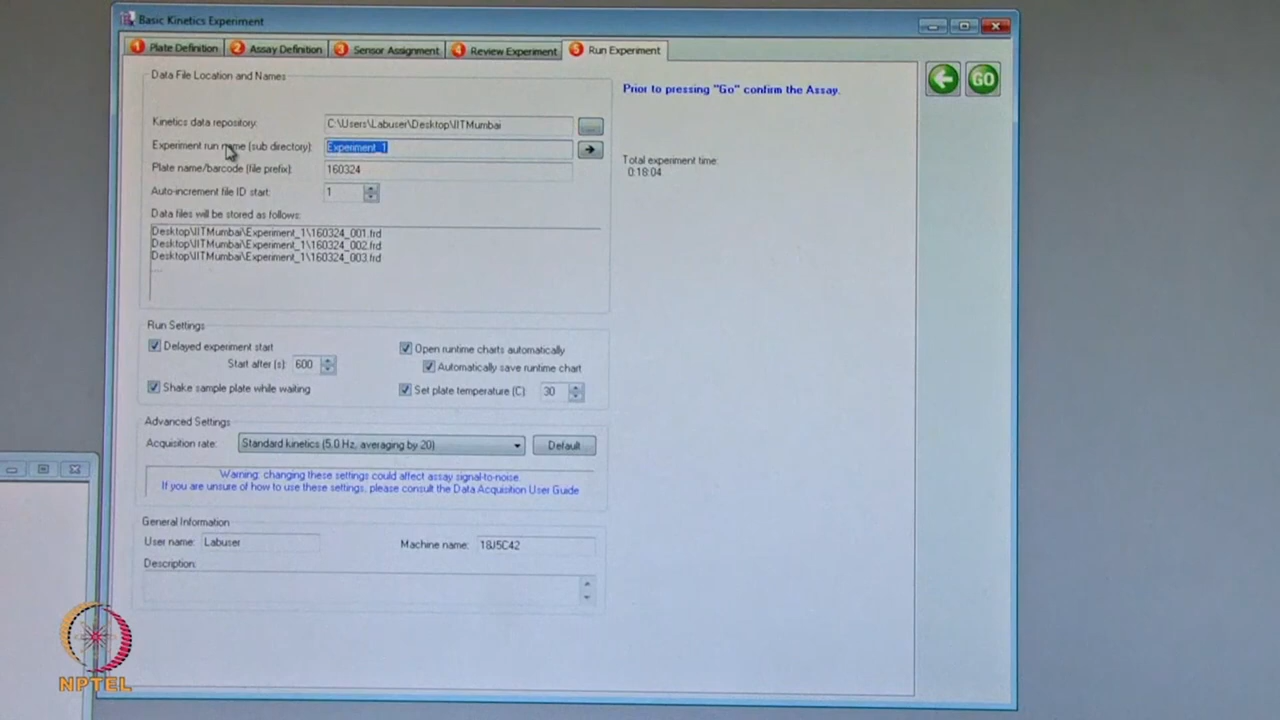 Basic Kinetics Experiment
1 Plate Definition 2 Assay Definition 3 Sensor Assignment 4 Review Experiment 5 Run Experiment
Data File Location and Names
Kinetics data repository: C:\Users\Labuser\Desktop\IITMumbai
Experiment run name (sub directory): Experiment_1
Plate name/barcode (file prefix): 160324
Auto-increment file ID start: 1
Data files will be stored as follows:
Desktop\IITMumbai\Experiment_1\160324_001.frd
Desktop\IITMumbai\Experiment_1\160324_002.frd
Desktop\IITMumbai\Experiment_1\160324_003.frd
Prior to pressing "Go" confirm the Assay.
GO
Total experiment time:
0:18:04
Run Settings
Delayed experiment start
Start after (s): 600
Shake sample plate while waiting
Open runtime charts automatically
Automatically save runtime chart
Set plate temperature (C): 30
Advanced Settings
Acquisition rate: Standard kinetics (5.0 Hz, averaging by 20) Default
Warning: changing these settings could affect assay signal-to-noise.
If you are unsure of how to use these settings, please consult the Data Acquisition User Guide
General Information
User name: Labuser Machine name: 18J5C42
Description:
NPTEL